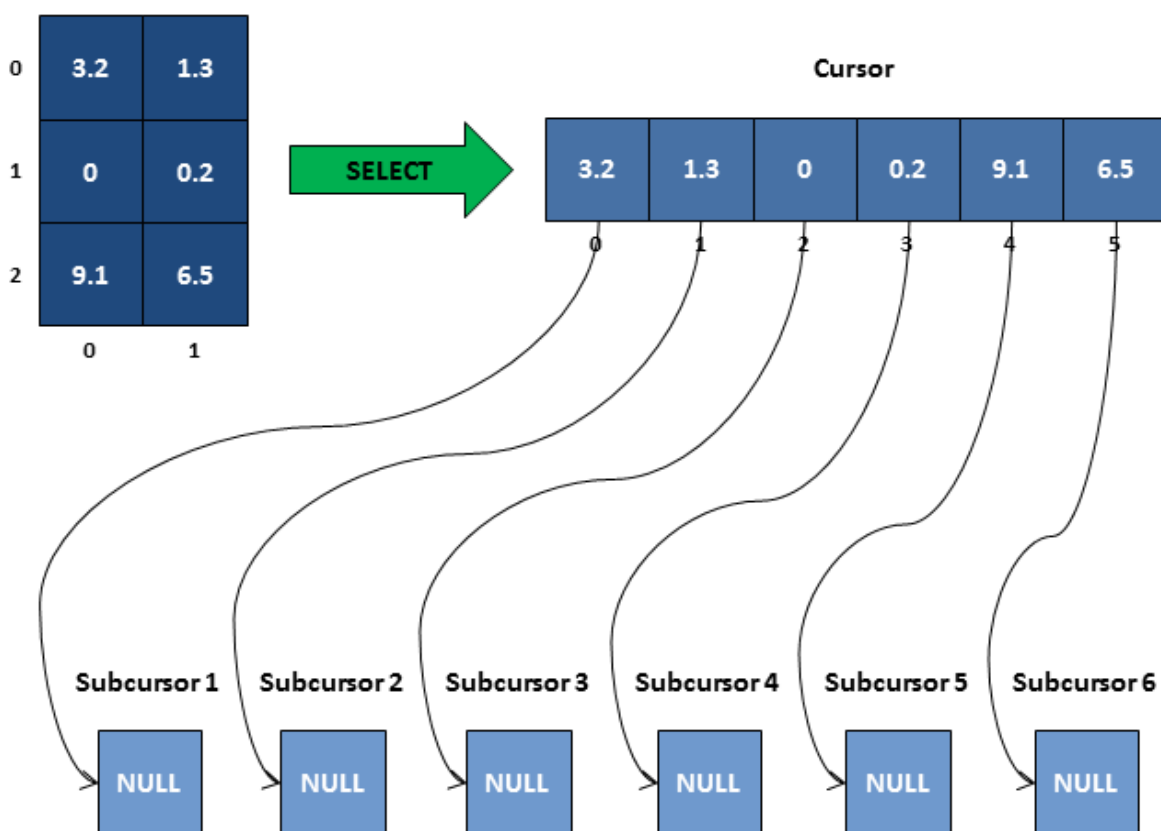 0 3.2 1.3
Cursor
1 0 0.2
SELECT
3.2 1.3 0 0.2 9.1 6.5
0 1 2 3 4 5
2 9.1 6.5
0 1
Subcursor 1 Subcursor 2 Subcursor 3 Subcursor 4 Subcursor 5 Subcursor 6
NULL NULL NULL NULL NULL NULL